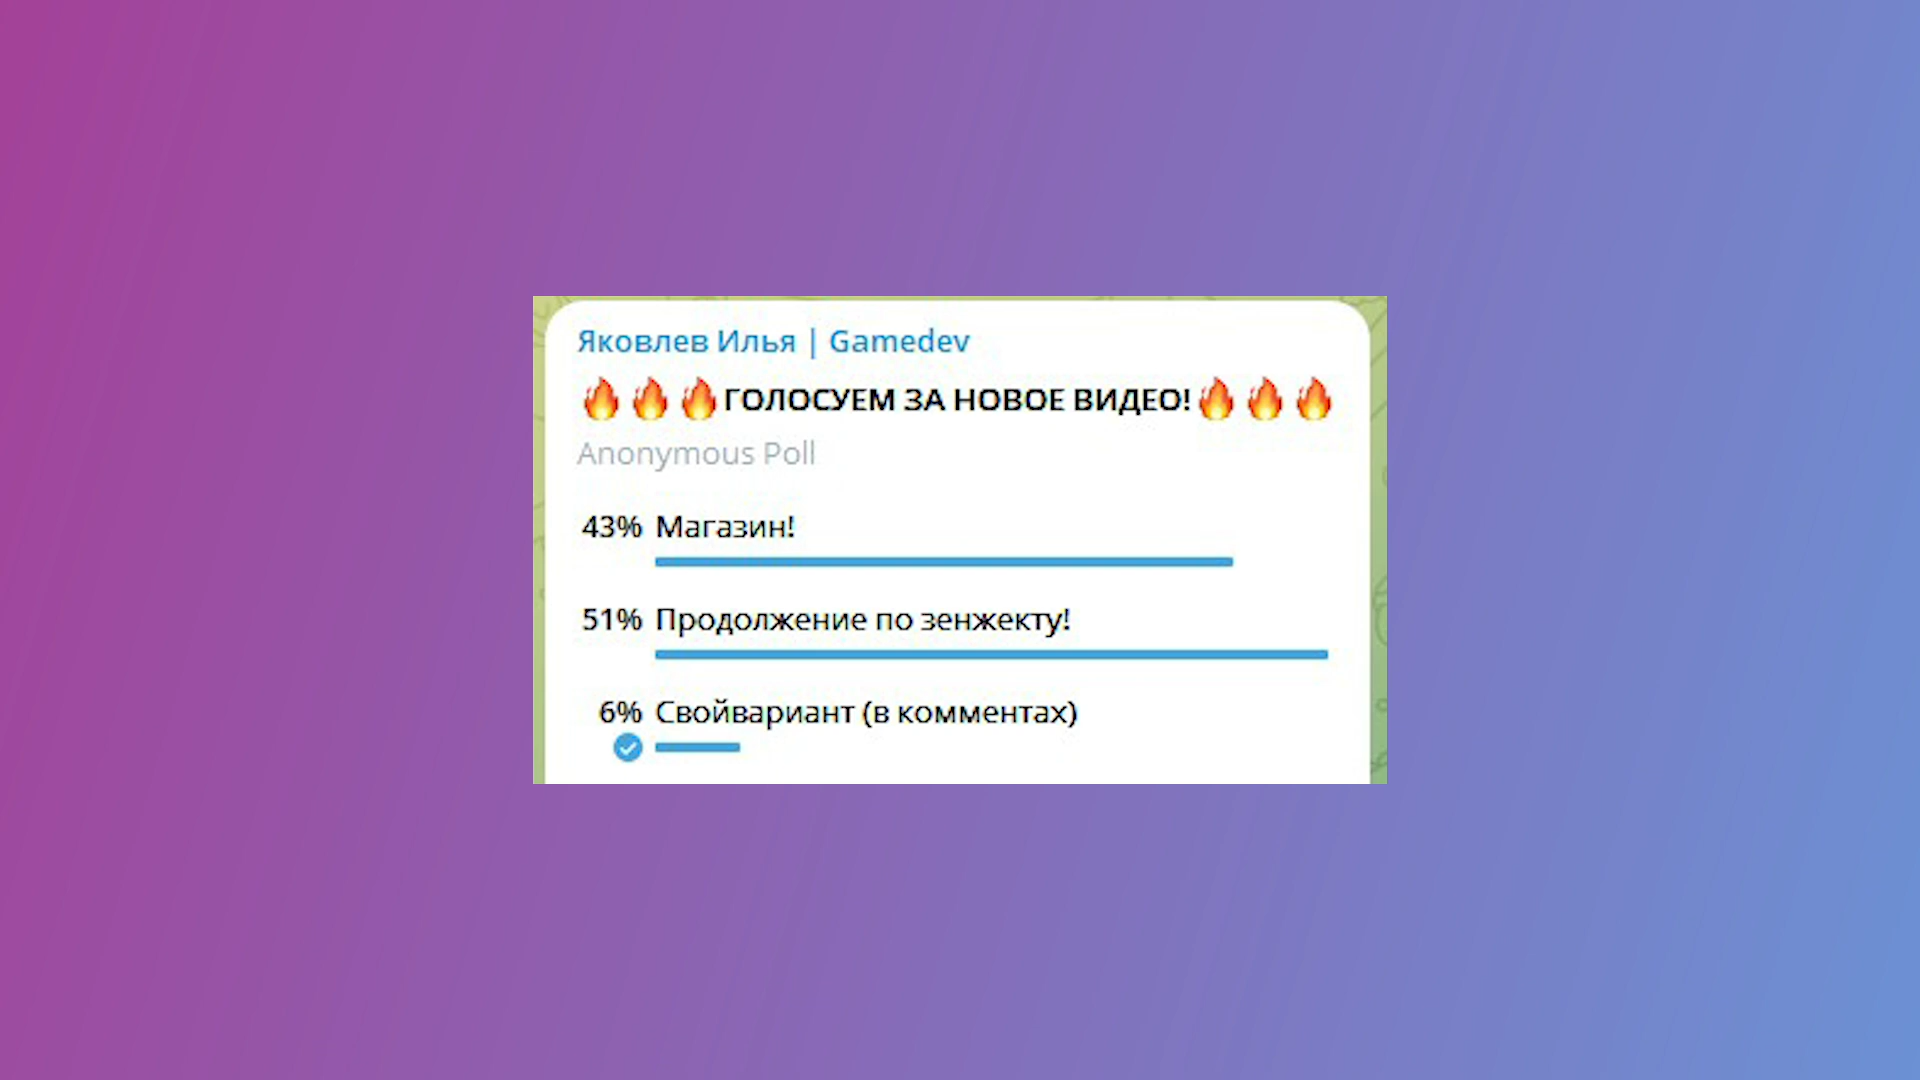 Яковлев Илья | Gamedev
🔥🔥🔥ГОЛОСУЕМ ЗА НОВОЕ ВИДЕО!🔥🔥🔥
Anonymous Poll
43% Магазин!
51% Продолжение по зенжекту!
6% Свойвариант (в комментах)